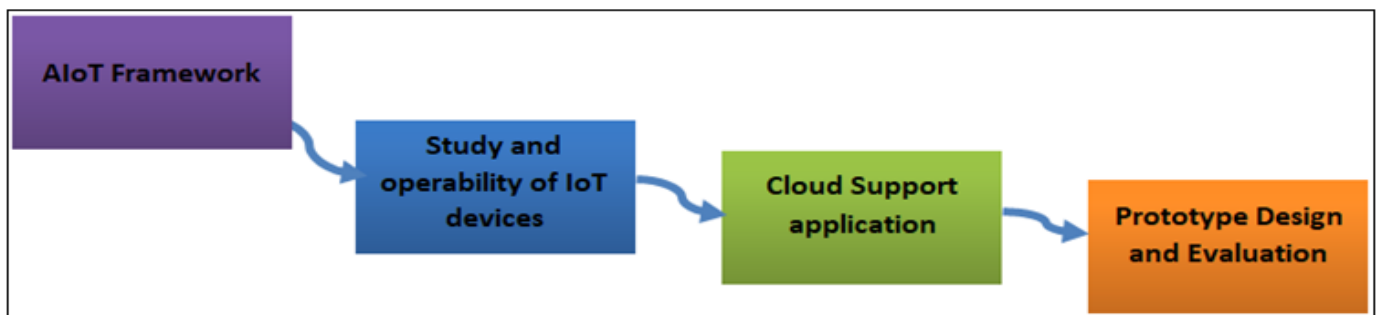 AIoT Framework
Study and
operability of IoT
devices
Cloud Support
application
Prototype Design
and Evaluation